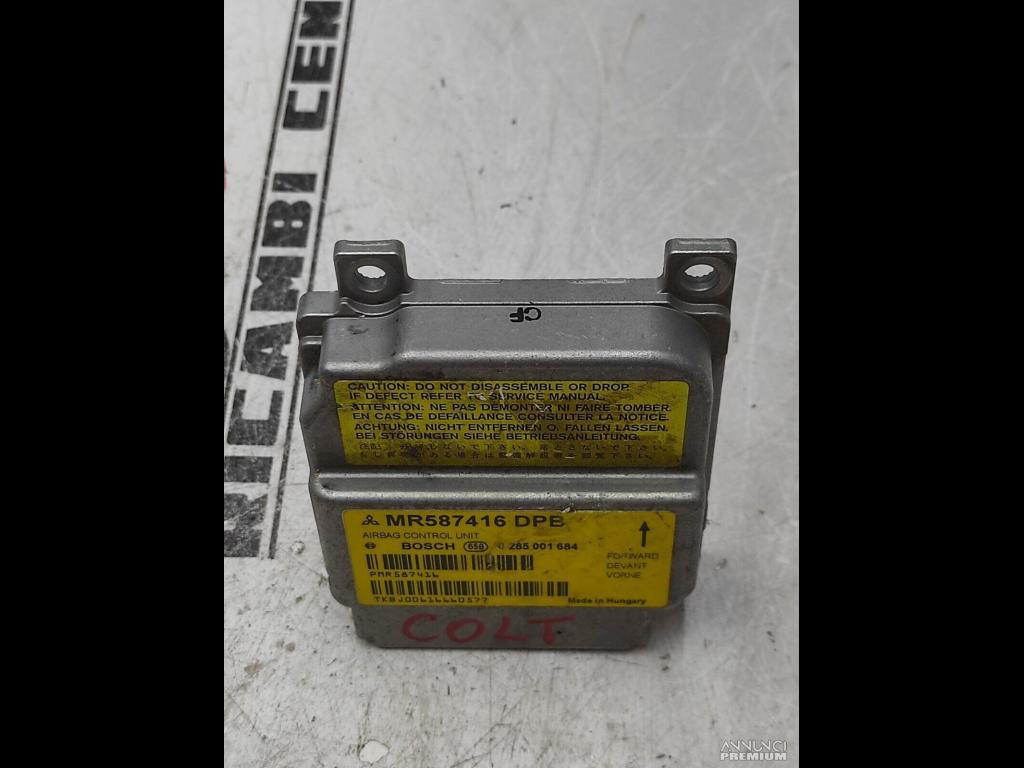 RICAMBI CEN
CF
CAUTION: DO NOT DISASSEMBLE OR DROP.
IF DEFECT REFER TO SERVICE MANUAL.
ATTENTION: NE PAS DEMONTER NI FAIRE TOMBER.
EN CAS DE DEFAILLANCE CONSULTER LA NOTICE.
ACHTUNG: NICHT ENTFERNEN O. FALLEN LASSEN.
BEI STÖRUNGEN SIEHE BETRIEBSANLEITUNG.
MR587416 DPB
AIRBAG CONTROL UNIT
BOSCH 658 0 285 001 684
FORWARD
DEVANT
VORNE
PMR587416
TKBJ00616660577
Made in Hungary
COLT
ANNUNCI
PREMIUM